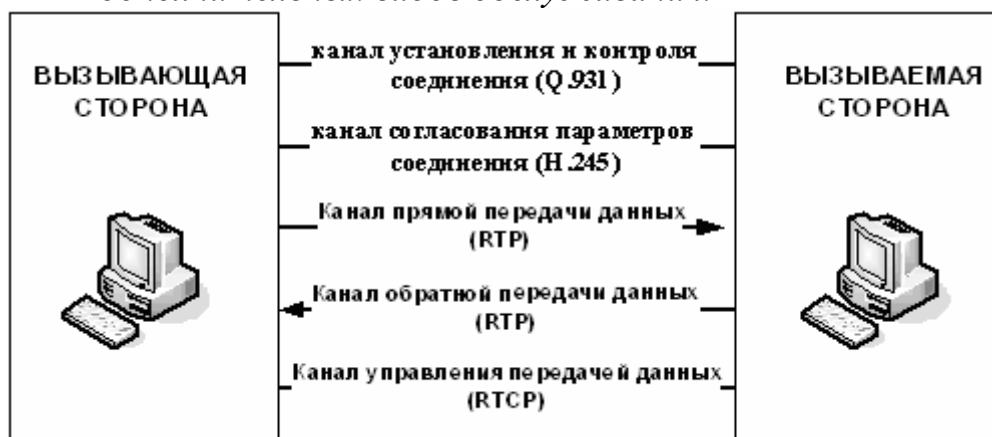 ВЫЗЫВАЮЩАЯ
СТОРОНА
канал установления и контроля
соединения (Q.931)
канал согласования параметров
соединения (H.245)
Канал прямой передачи данных
(RTP)
Канал обратной передачи данных
(RTP)
Канал управления передачей данных
(RTCP)
ВЫЗЫВАЕМАЯ
СТОРОНА